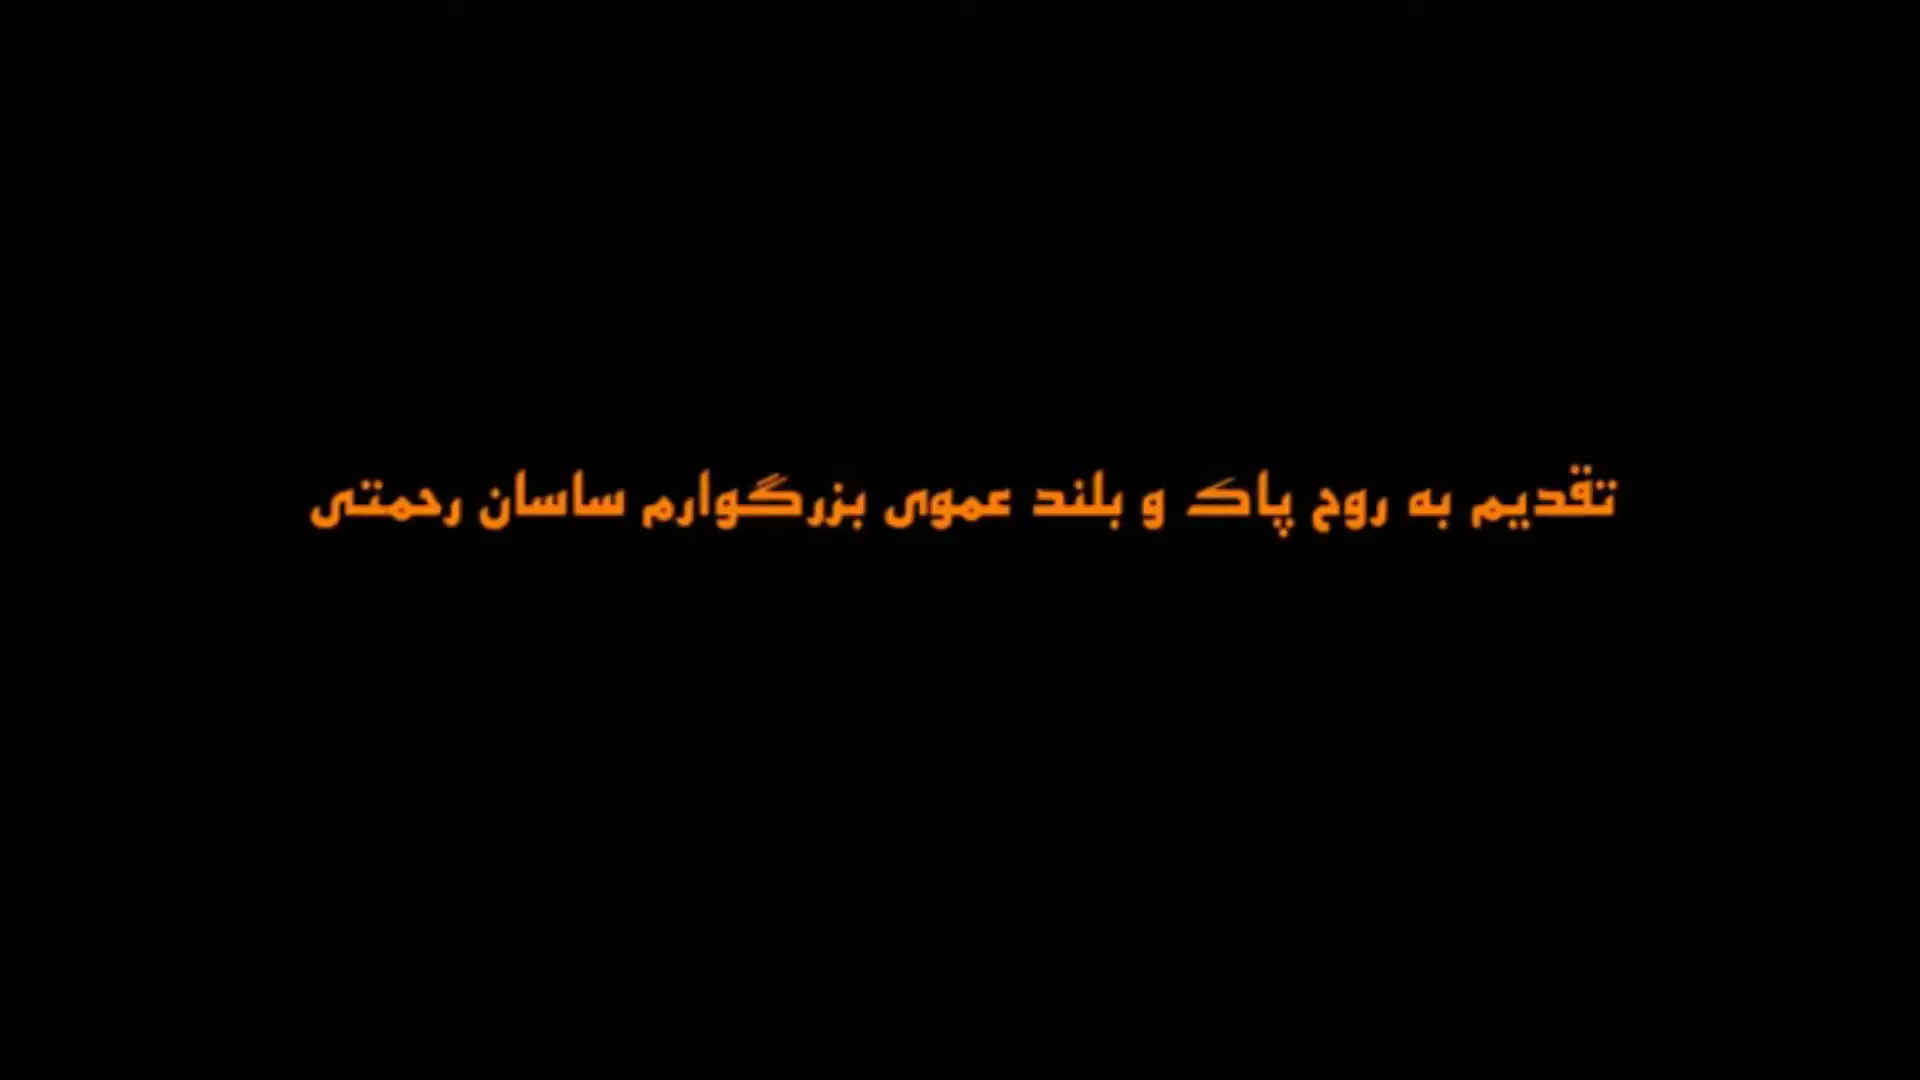 تقدیم به روح پاک و بلند عموی بزرگوارم ساسان رحمتی